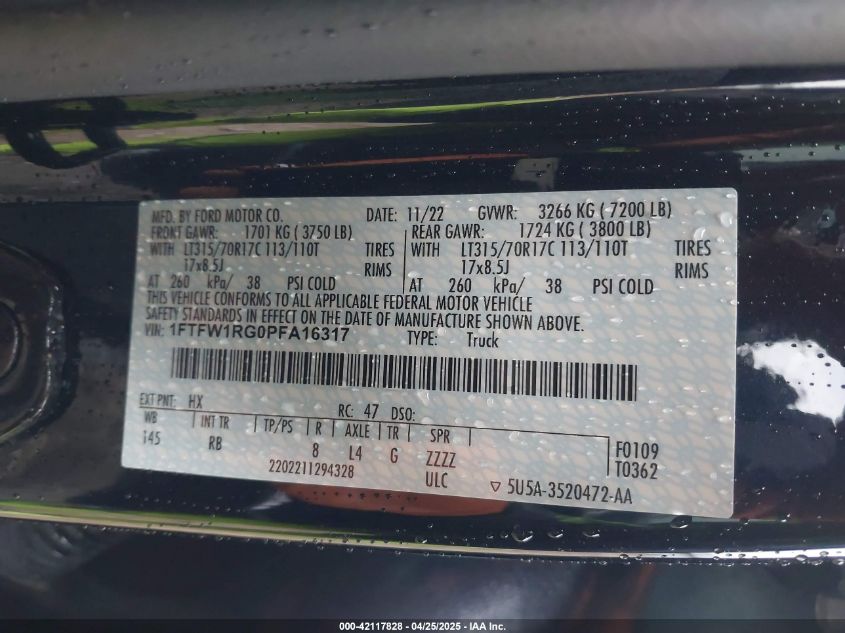 MFD. BY FORD MOTOR CO. DATE: 11/22 GVWR: 3266 KG ( 7200 LB)
FRONT GAWR: 1701 KG ( 3750 LB) REAR GAWR: 1724 KG ( 3800 LB)
WITH LT315/70R17C 113/110T TIRES WITH LT315/70R17C 113/110T TIRES
17x8.5J RIMS 17x8.5J RIMS
AT 260 kPa/ 38 PSI COLD AT 260 kPa/ 38 PSI COLD
THIS VEHICLE CONFORMS TO ALL APPLICABLE FEDERAL MOTOR VEHICLE
SAFETY STANDARDS IN EFFECT ON THE DATE OF MANUFACTURE SHOWN ABOVE.
VIN: 1FTFW1RG0PFA16317 TYPE: Truck
EXT PNT: HX RC: 47 DSO:
WB INT TR TP/PS R AXLE TR SPR F0109
145 RB 8 L4 G ZZZZ T0362
2202211294328 ULC ▽ 5U5A-3520472-AA
000-42117828 - 04/25/2025 - IAA Inc.